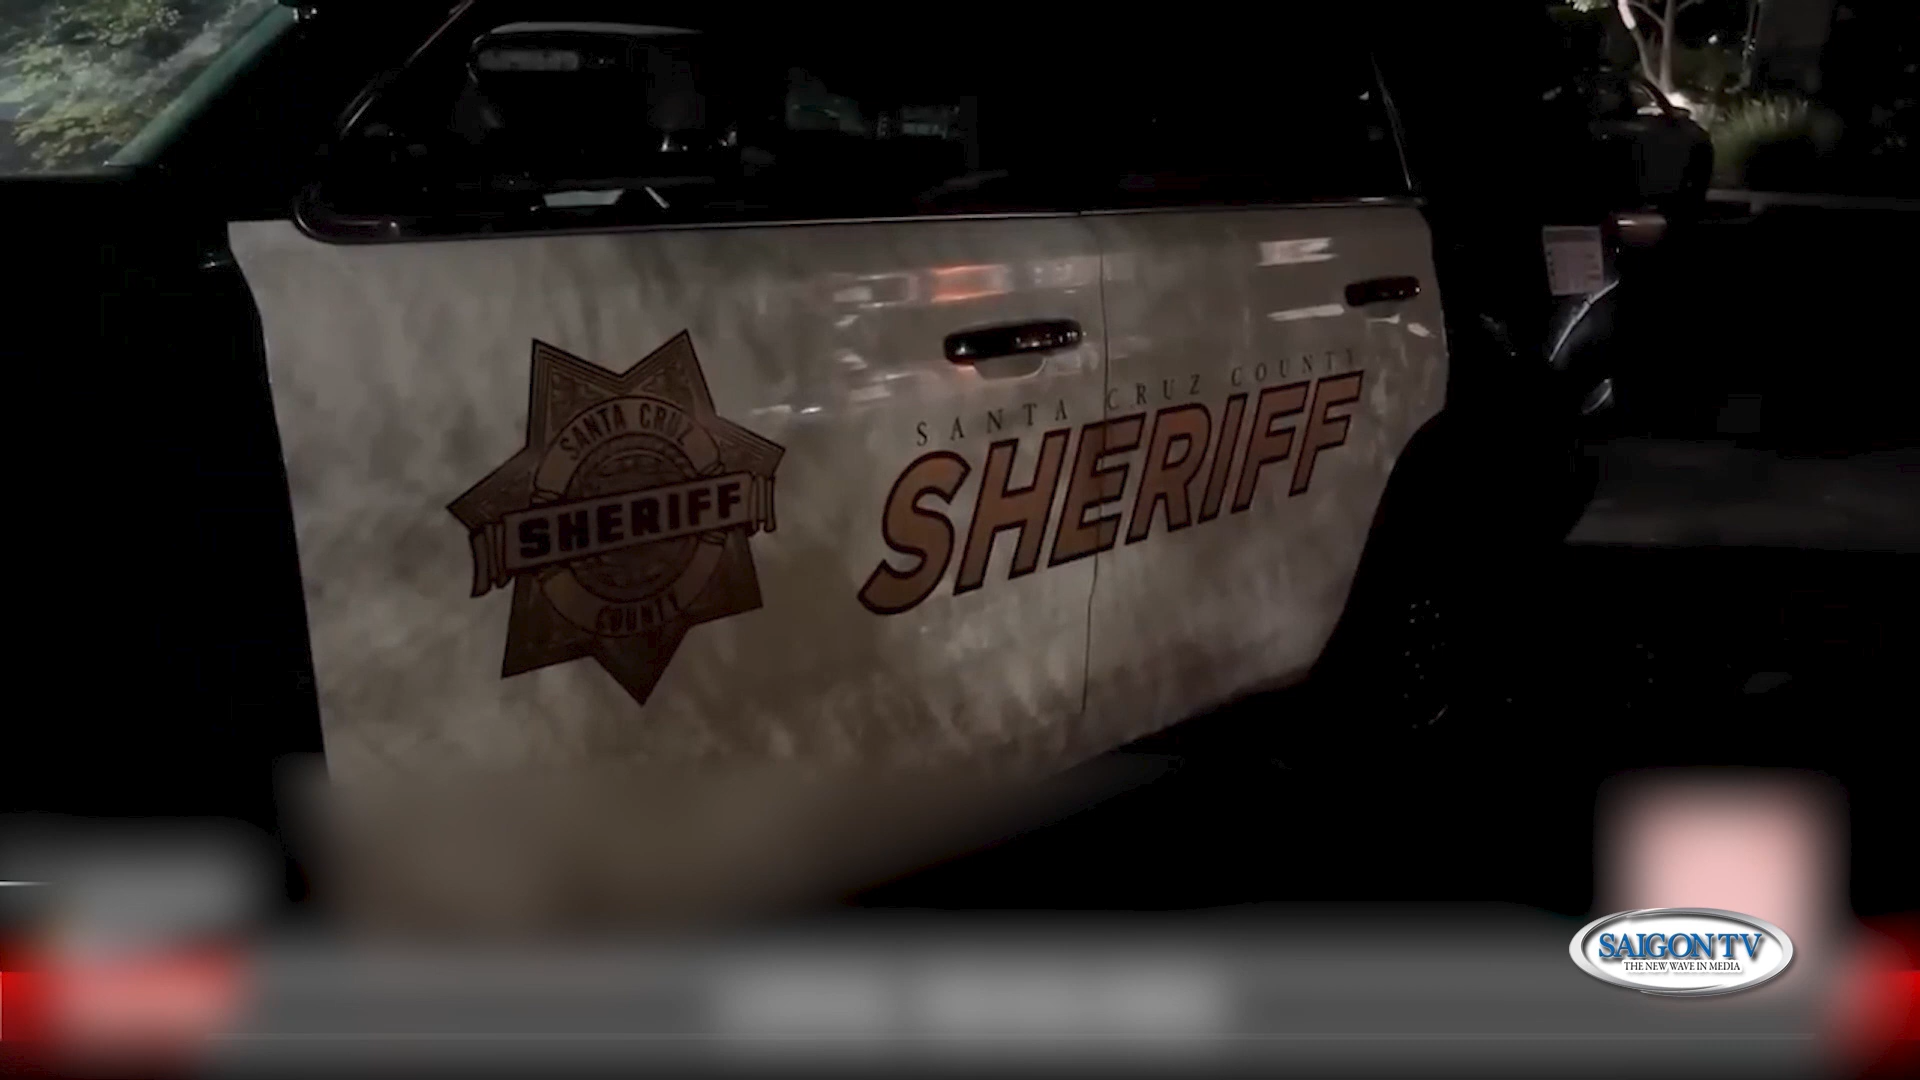 SANTA CRUZ
SHERIFF
COUNTY
SANTA CRUZ COUNTY
SHERIFF
SAIGON TV
THE NEW WAVE IN MEDIA